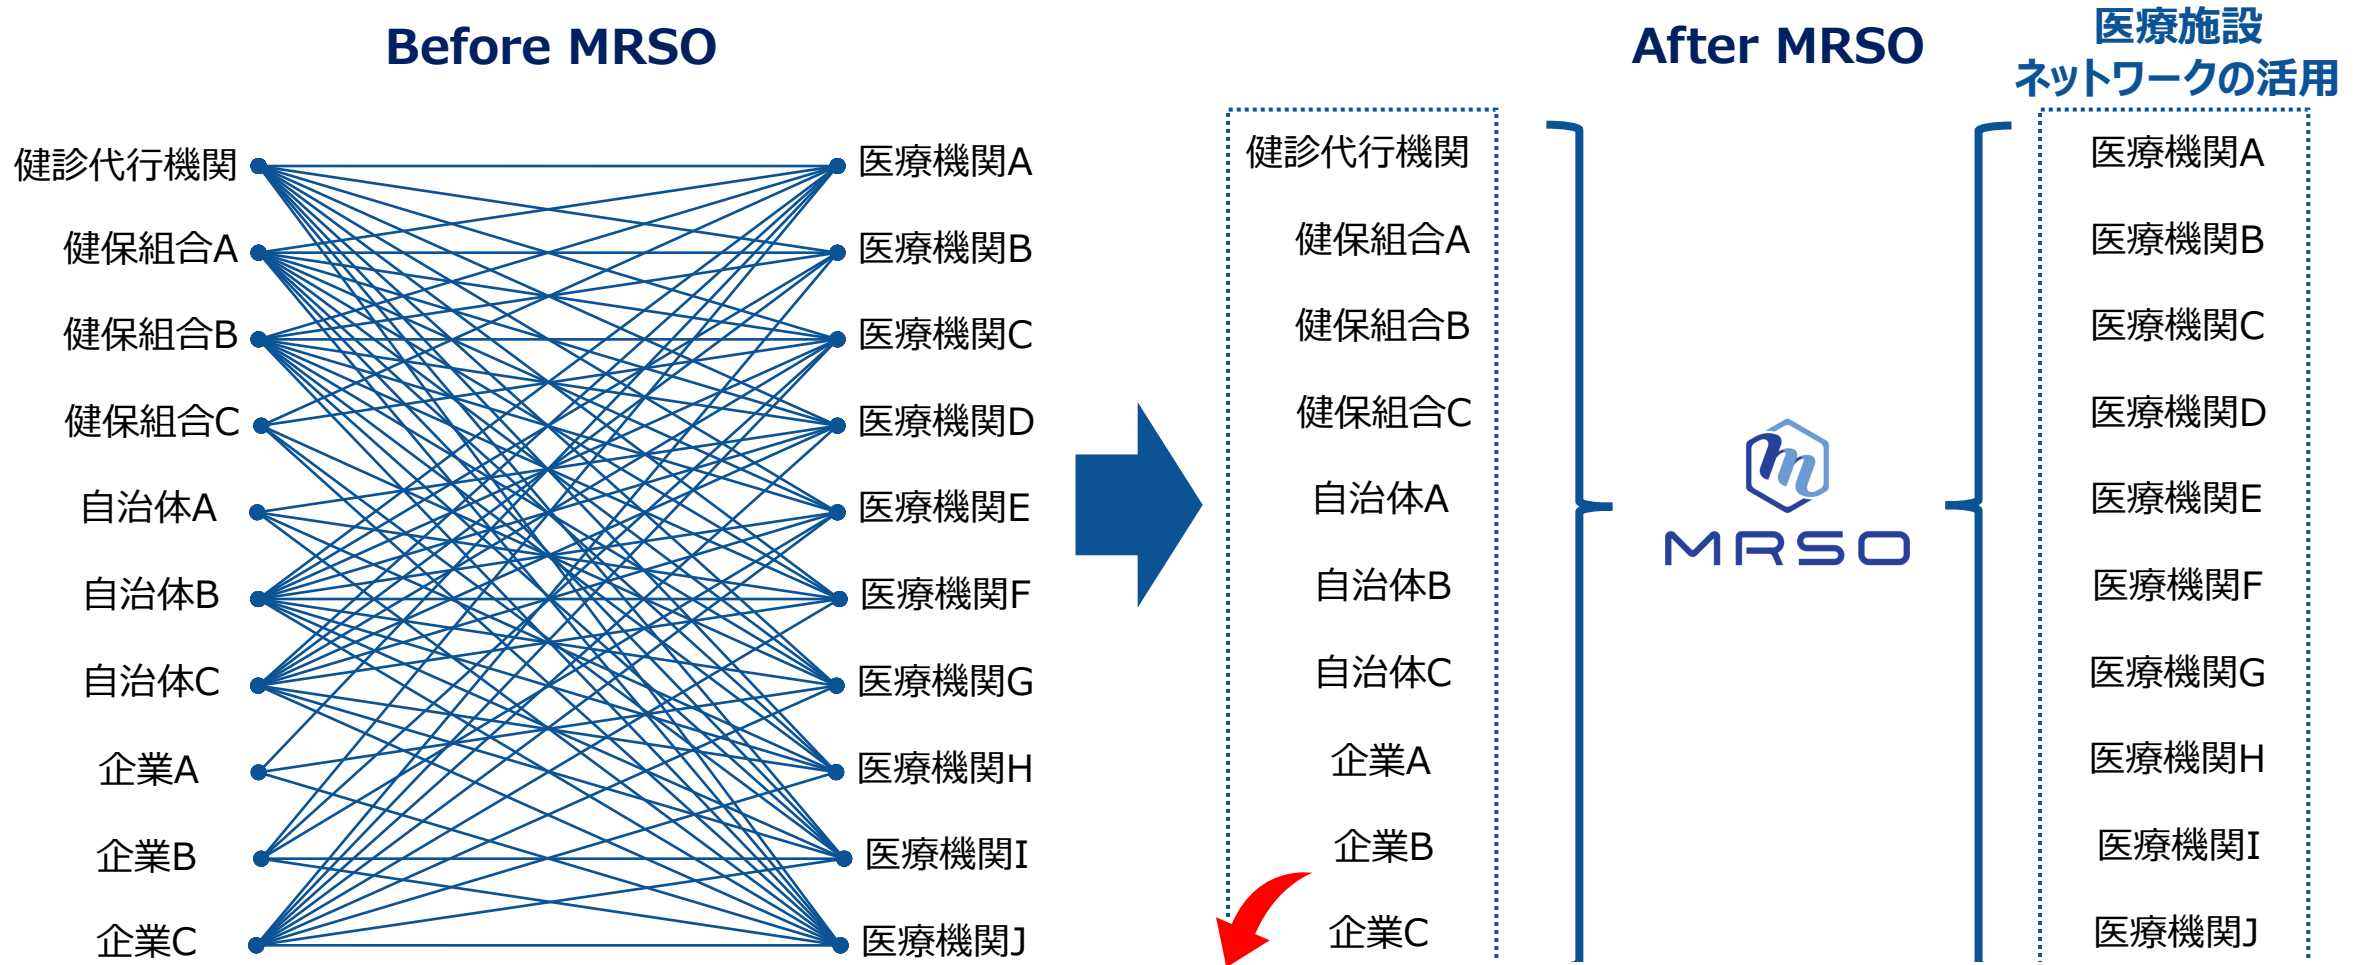 Before MRSO
健診代行機関
健保組合A
健保組合B
健保組合C
自治体A
自治体B
自治体C
企業A
企業B
企業C
医療機関A
医療機関B
医療機関C
医療機関D
医療機関E
医療機関F
医療機関G
医療機関H
医療機関I
医療機関J
After MRSO
健診代行機関
健保組合A
健保組合B
健保組合C
自治体A
自治体B
自治体C
企業A
企業B
企業C
m
MRSO
医療施設
ネットワークの活用
医療機関A
医療機関B
医療機関C
医療機関D
医療機関E
医療機関F
医療機関G
医療機関H
医療機関I
医療機関J